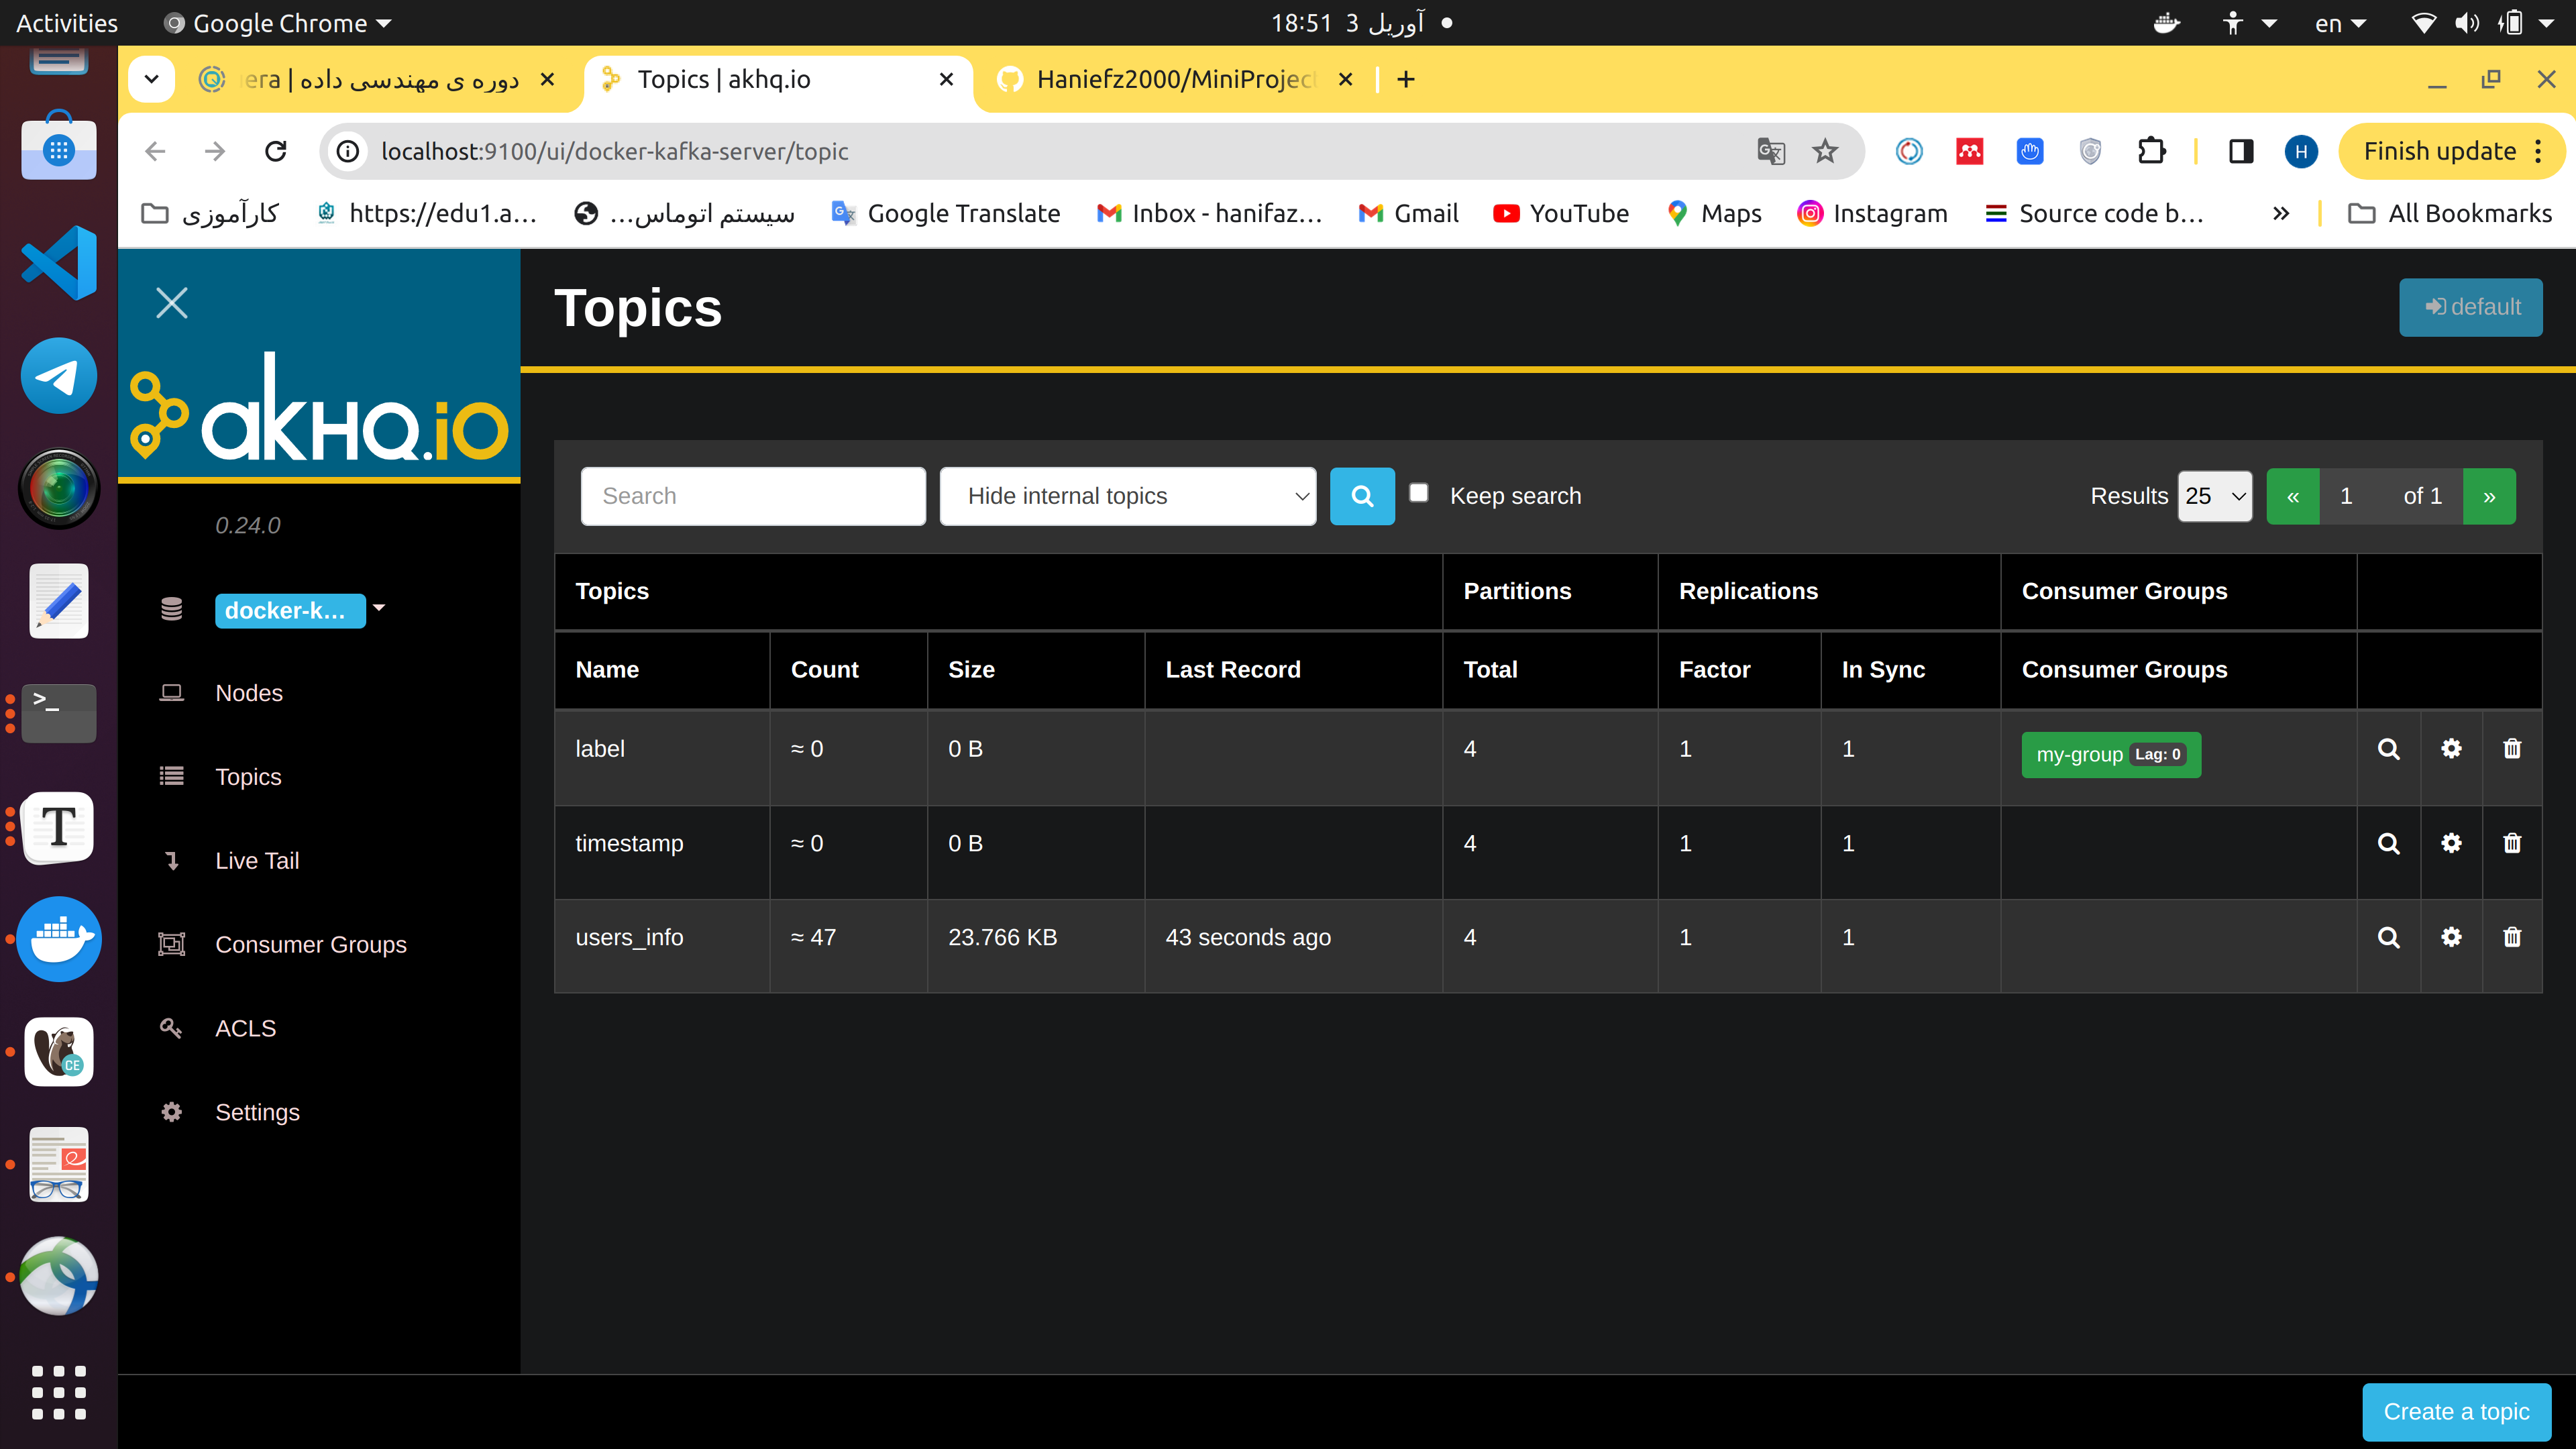 Activities
Google Chrome
18:51 3 آوریل
en
era | دوره ی مهندسی داده
Topics | akhq.io
Haniefz2000/MiniProject
localhost:9100/ui/docker-kafka-server/topic
Finish update
H
کارآموزی
https://edu1.a...
سیستم اتوماس...
Google Translate
Inbox - hanifaz...
Gmail
YouTube
Maps
Instagram
Source code b...
»
All Bookmarks
akHQ.io
0.24.0
docker-k...
Nodes
Topics
Live Tail
Consumer Groups
ACLS
Settings
Topics
default
Search
Hide internal topics
Keep search
Results 25 « 1 of 1 »
Topics Partitions Replications Consumer Groups
Name Count Size Last Record Total Factor In Sync Consumer Groups
label ≈ 0 0 B 4 1 1 my-group Lag: 0
timestamp ≈ 0 0 B 4 1 1
users_info ≈ 47 23.766 KB 43 seconds ago 4 1 1
Create a topic
>_
T
CE